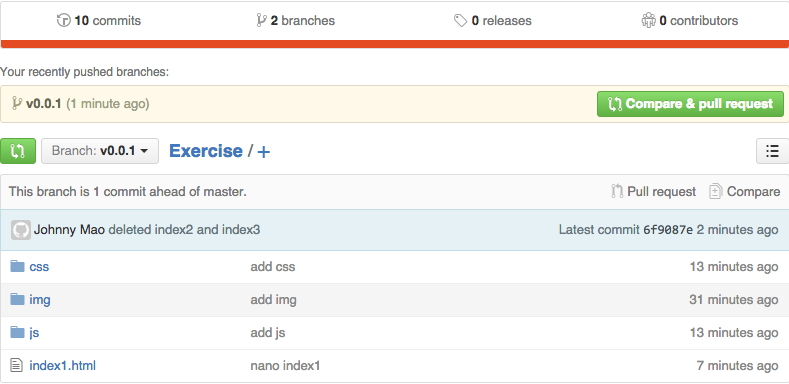 10 commits 2 branches 0 releases 0 contributors
Your recently pushed branches:
v0.0.1 (1 minute ago) Compare & pull request
Branch: v0.0.1 Exercise / +
This branch is 1 commit ahead of master. Pull request Compare
Johnny Mao deleted index2 and index3 Latest commit 6f9087e 2 minutes ago
css add css 13 minutes ago
img add img 31 minutes ago
js add js 13 minutes ago
index1.html nano index1 7 minutes ago